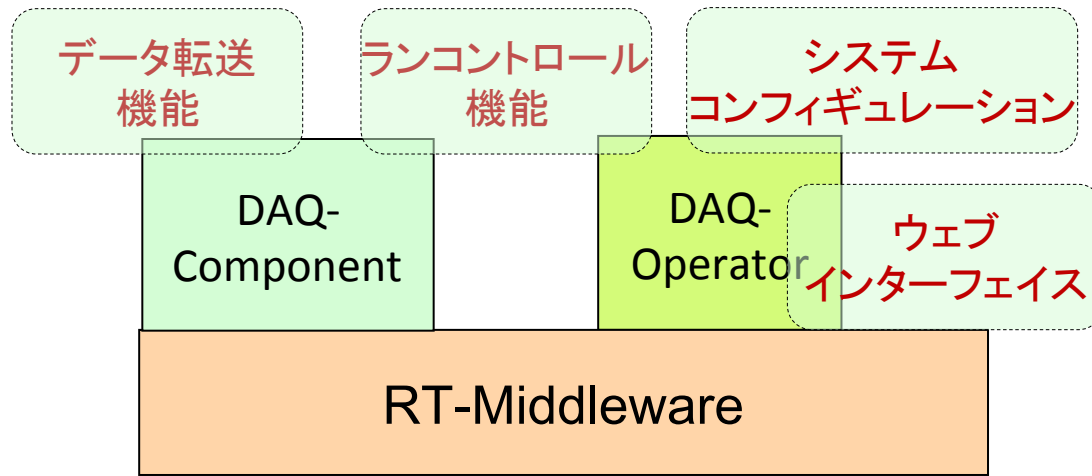 データ転送
機能
ランコントロール
機能
システム
コンフィギュレーション
DAQ-
Component
DAQ-
Operator
ウェブ
インターフェイス
RT-Middleware